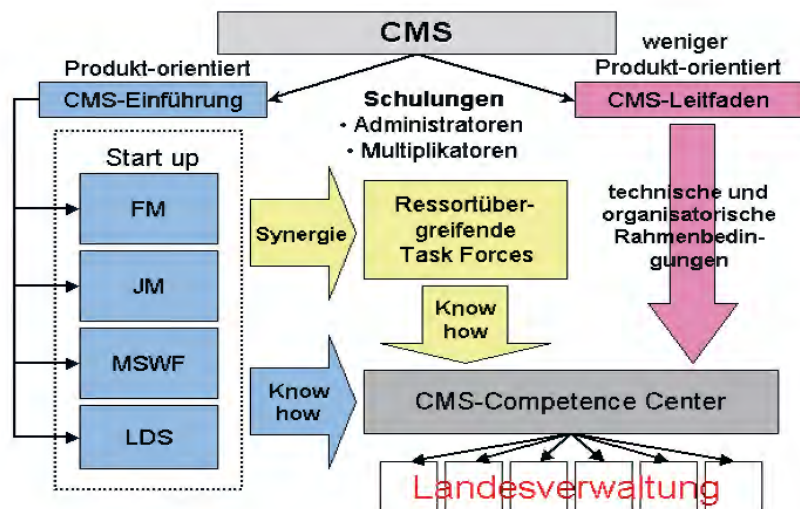 CMS
Produkt-orientiert
CMS-Einführung
weniger
Produkt-orientiert
CMS-Leitfaden
Schulungen
· Administratoren
· Multiplikatoren
Start up
FM
JM
MSWF
LDS
Synergie
Ressortüber-
greifende
Task Forces
technische und
organisatorische
Rahmenbedin-
gungen
Know
how
Know
how
CMS-Competence Center
Landesverwaltung